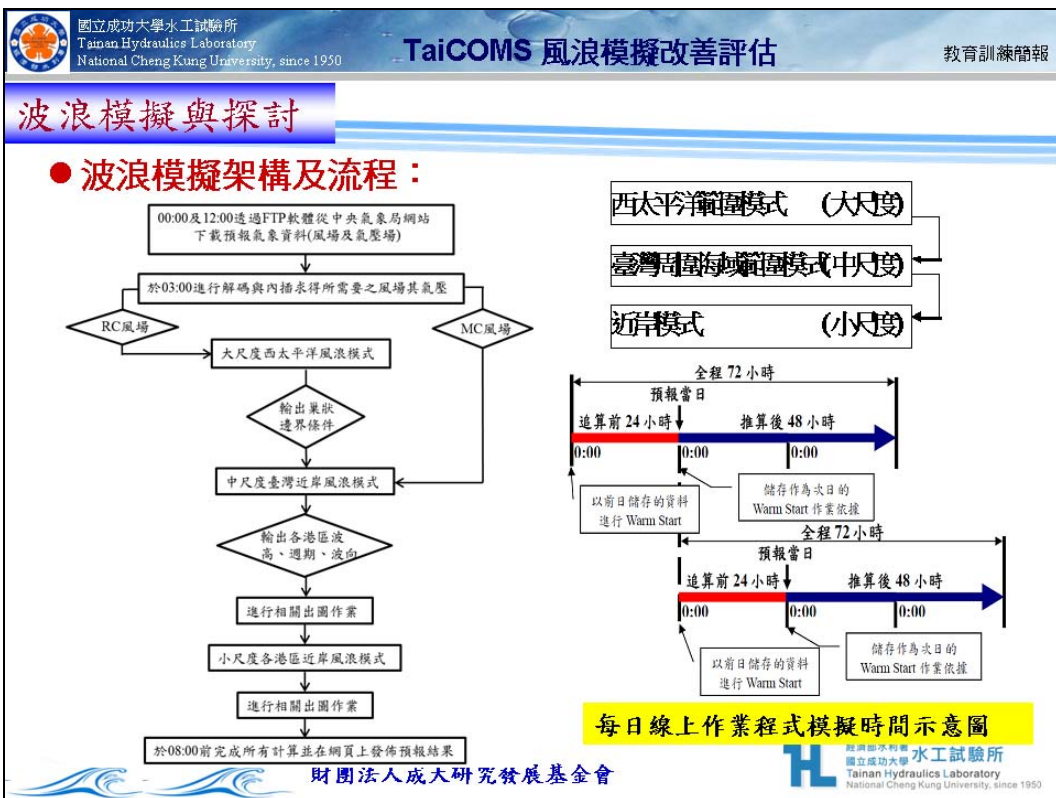 國立成功大學水工試驗所
Tainan Hydraulics Laboratory
National Cheng Kung University, since 1950
TaiCOMS 風浪模擬改善評估
教育訓練簡報
波浪模擬與探討
●波浪模擬架構及流程：
00:00及12:00透過FTP軟體從中央氣象局網站
下載預報氣象資料(風場及氣壓場)
於03:00進行解碼與內插求得所需要之風場其氣壓
RC風場
MC風場
大尺度西太平洋風浪模式
輸出巢狀
邊界條件
中尺度臺灣近岸風浪模式
輸出各港區波
高、週期、波向
進行相關出圖作業
小尺度各港區近岸風浪模式
進行相關出圖作業
於08:00前完成所有計算並在網頁上發佈預報結果
西太平洋範圍模式 (大尺度)
臺灣周圍海域範圍模式(中尺度)
近岸模式 (小尺度)
全程 72 小時
預報當日
追算前 24 小時
推算後 48 小時
0:00 0:00 0:00
以前日儲存的資料
進行 Warm Start
儲存作為次日的
Warm Start 作業依據
全程 72 小時
預報當日
追算前 24 小時
推算後 48 小時
0:00 0:00 0:00
以前日儲存的資料
進行 Warm Start
儲存作為次日的
Warm Start 作業依據
每日線上作業程式模擬時間示意圖
財團法人成大研究發展基金會
經濟部水利署
國立成功大學 水工試驗所
Tainan Hydraulics Laboratory
National Cheng Kung University, since 1950